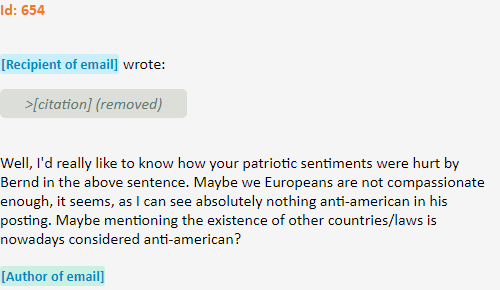 Id: 654
[Recipient of email] wrote:
>[citation] (removed)
Well, I'd really like to know how your patriotic sentiments were hurt by
Bernd in the above sentence. Maybe we Europeans are not compassionate
enough, it seems, as I can see absolutely nothing anti-american in his
posting. Maybe mentioning the existence of other countries/laws is
nowadays considered anti-american?
[Author of email]